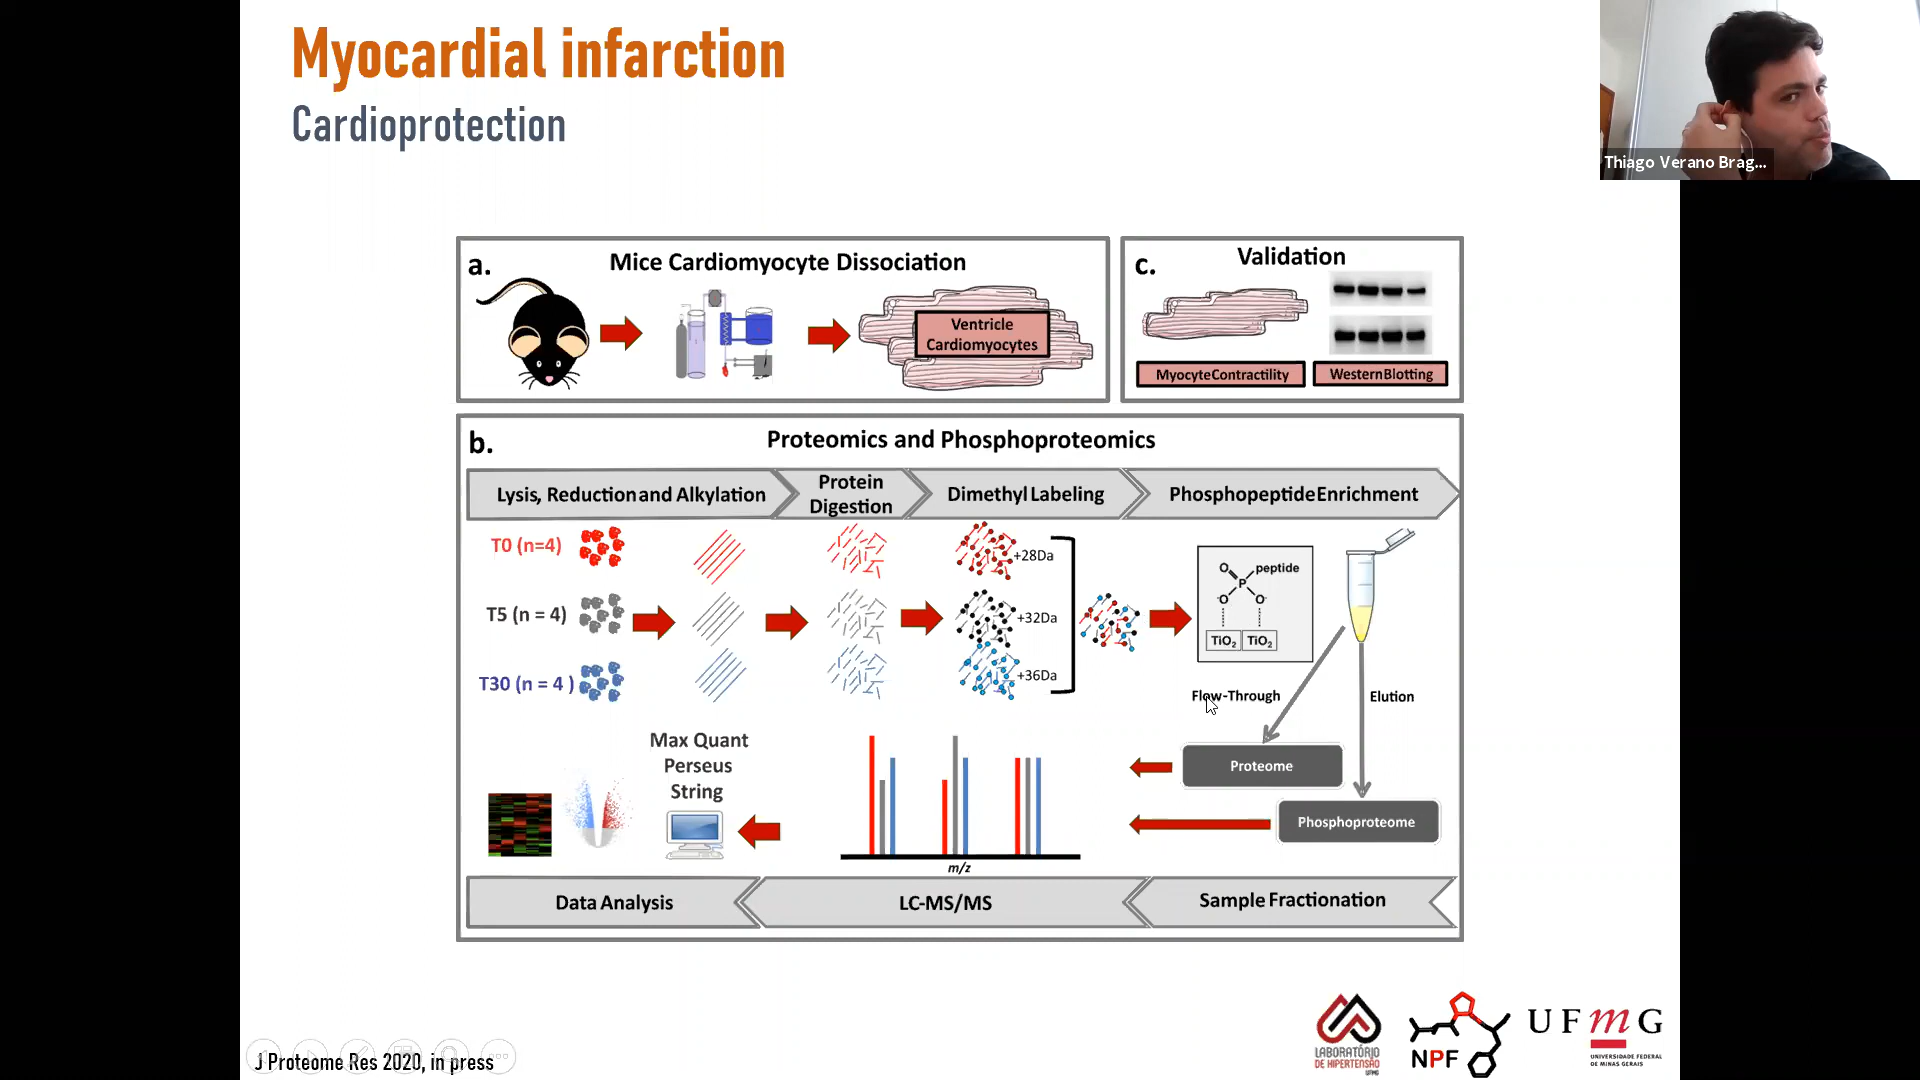 Myocardial infarction
Cardioprotection
Thiago Verano Brag...
a.
Mice Cardiomyocyte Dissociation
Ventricle
Cardiomyocytes
c.
Validation
Myocyte Contractility
Western Blotting
b.
Proteomics and Phosphoproteomics
Lysis, Reduction and Alkylation
Protein
Digestion
Dimethyl Labeling
Phosphopeptide Enrichment
T0 (n=4)
+28Da
T5 (n = 4)
+32Da
T30 (n = 4 )
+36Da
O
peptide
P
-O
O-
TiO2
TiO2
Flow-Through
Elution
Proteome
Phosphoproteome
Max Quant
Perseus
String
m/z
Data Analysis
LC-MS/MS
Sample Fractionation
J Proteome Res 2020, in press
LABORATÓRIO
DE HIPERTENSÃO
UFMG
NPF
UFmG
UNIVERSIDADE FEDERAL
DE MINAS GERAIS